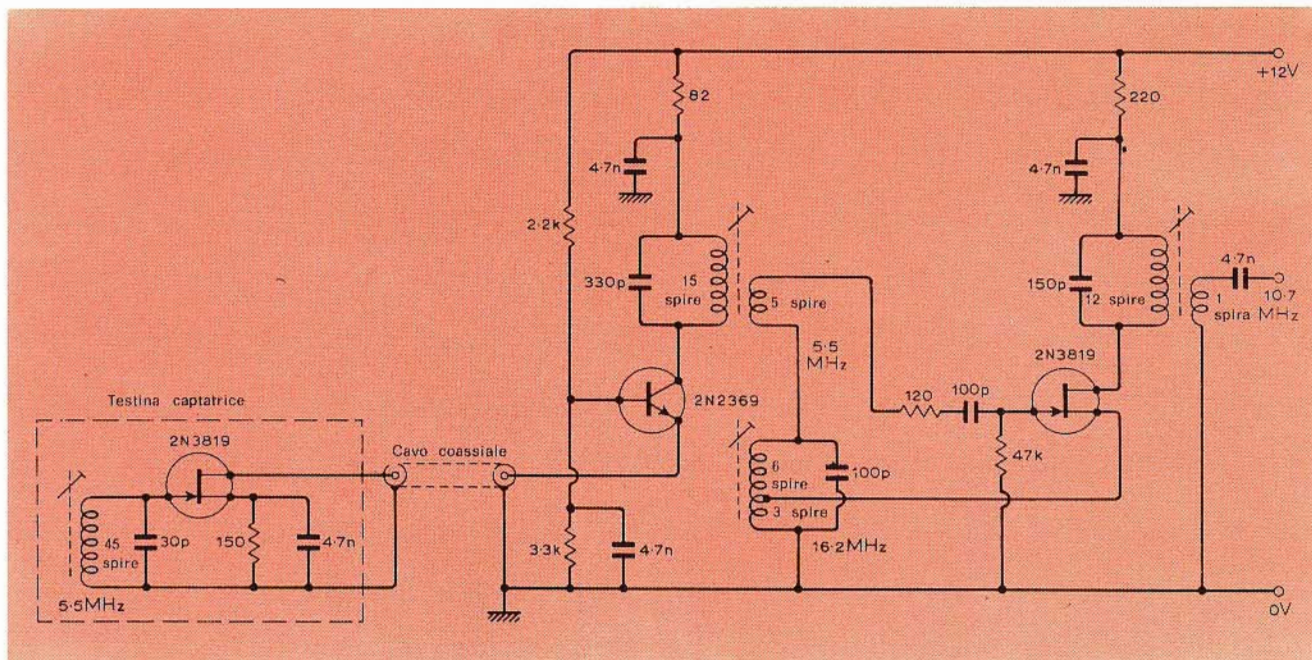 +12V
82
220
4·7n
4·7n
2·2k
330p
15
spire
5 spire
150p
12 spire
4·7n
1
spira
10·7
MHz
5·5
MHz
2N3819
Testina captatrice
2N2369
120
100p
2N3819
Cavo coassiale
47k
6
spire
100p
3 spire
45
spire
30p
150
4·7n
3·3k
4·7n
16·2MHz
5·5MHz
0V